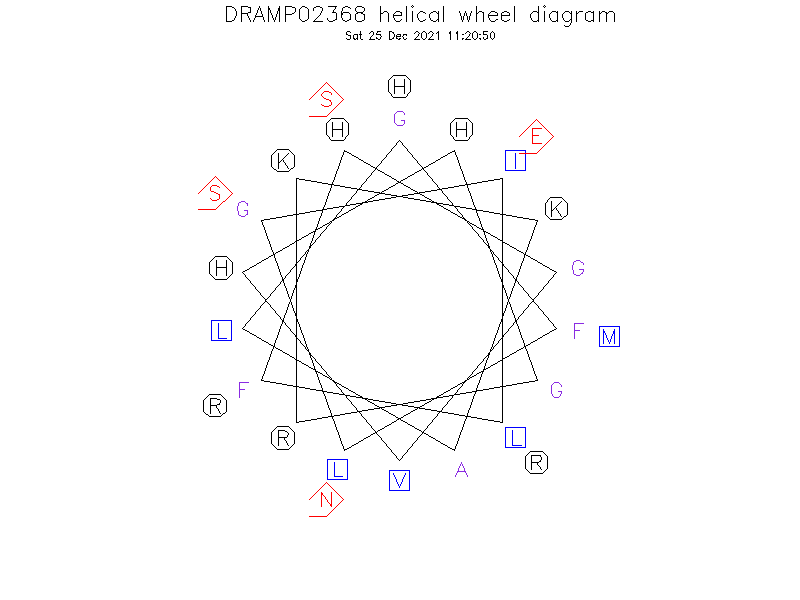 DRAMP02368 helical wheel diagram
Sat 25 Dec 2021 11:20:50
H
S
G
H
H
E
K
I
S
G
K
H
G
L
F
M
F
G
R
R
L
R
L
A
V
N